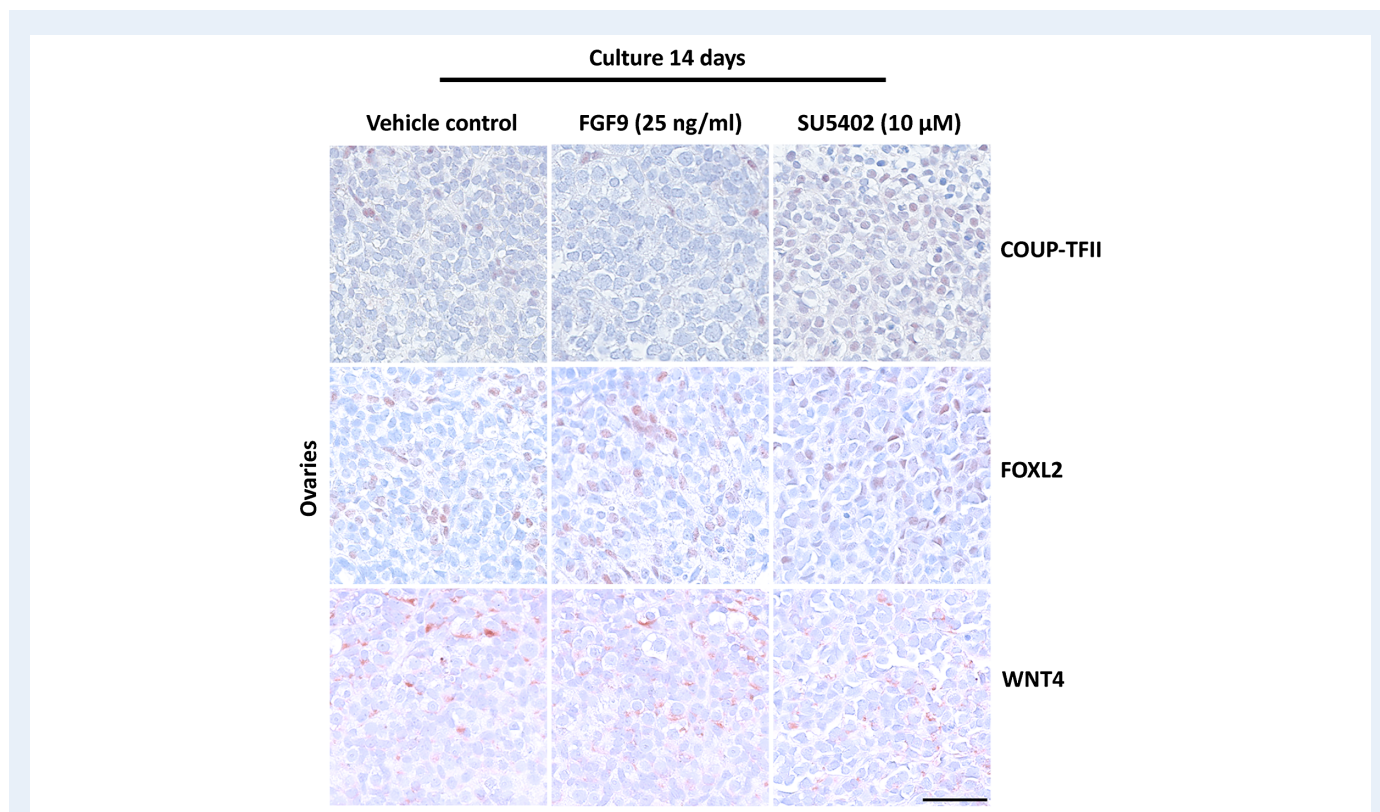 Culture 14 days
Vehicle control FGF9 (25 ng/ml) SU5402 (10 µM)
COUP-TFII
Ovaries
FOXL2
WNT4